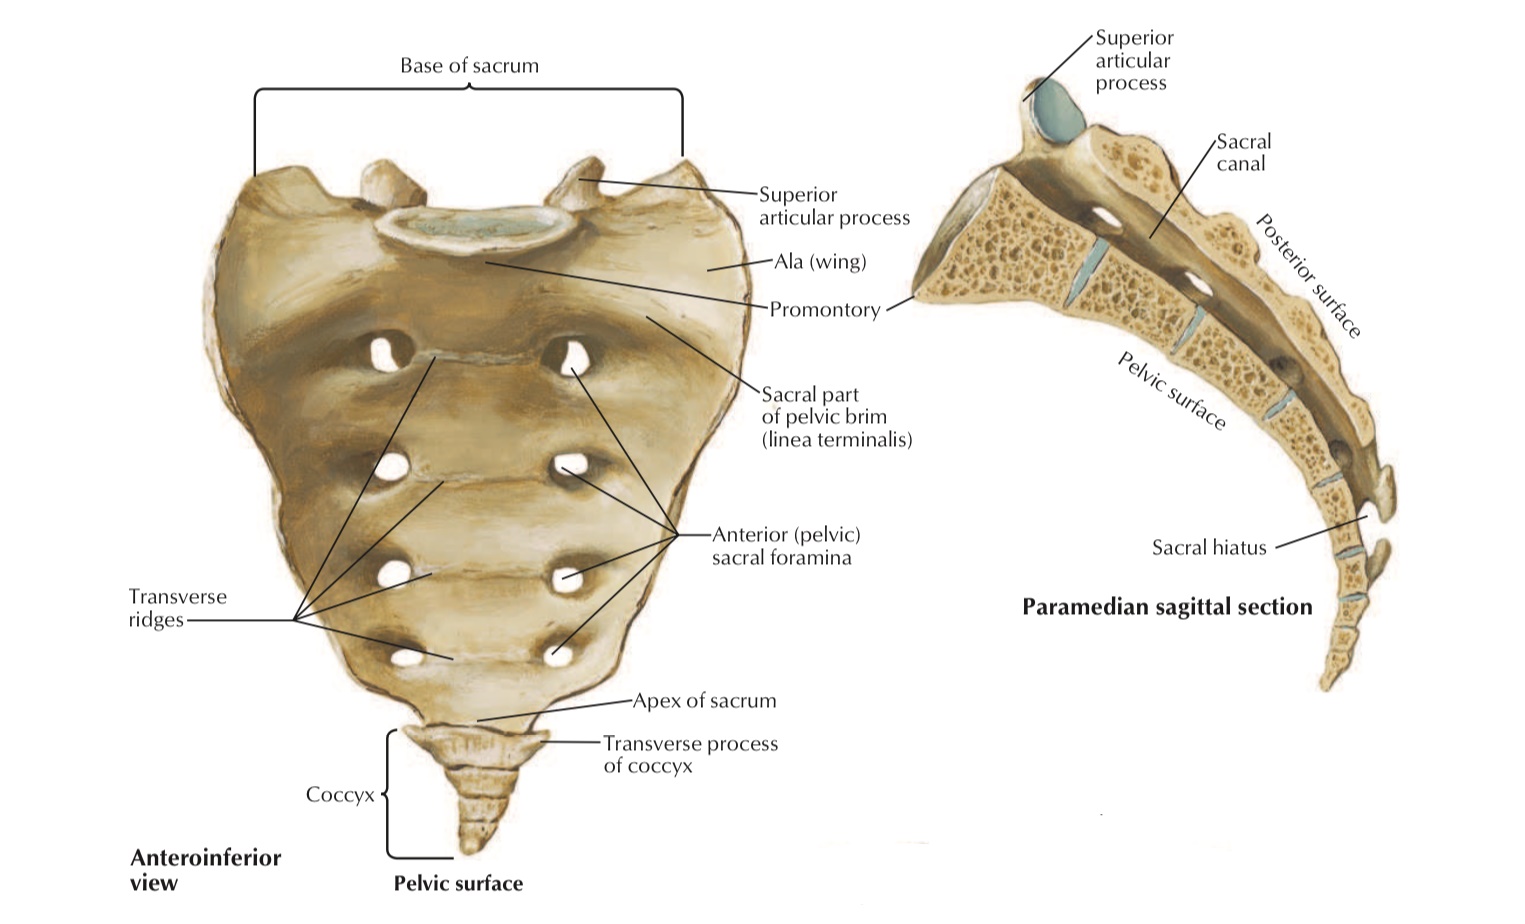 Base of sacrum
Superior
articular process
Ala (wing)
Promontory
Sacral part
of pelvic brim
(linea terminalis)
Anterior (pelvic)
sacral foramina
Transverse
ridges
Apex of sacrum
Transverse process
of coccyx
Coccyx
Anteroinferior
view
Pelvic surface
Superior
articular
process
Sacral
canal
Posterior surface
Pelvic surface
Sacral hiatus
Paramedian sagittal section